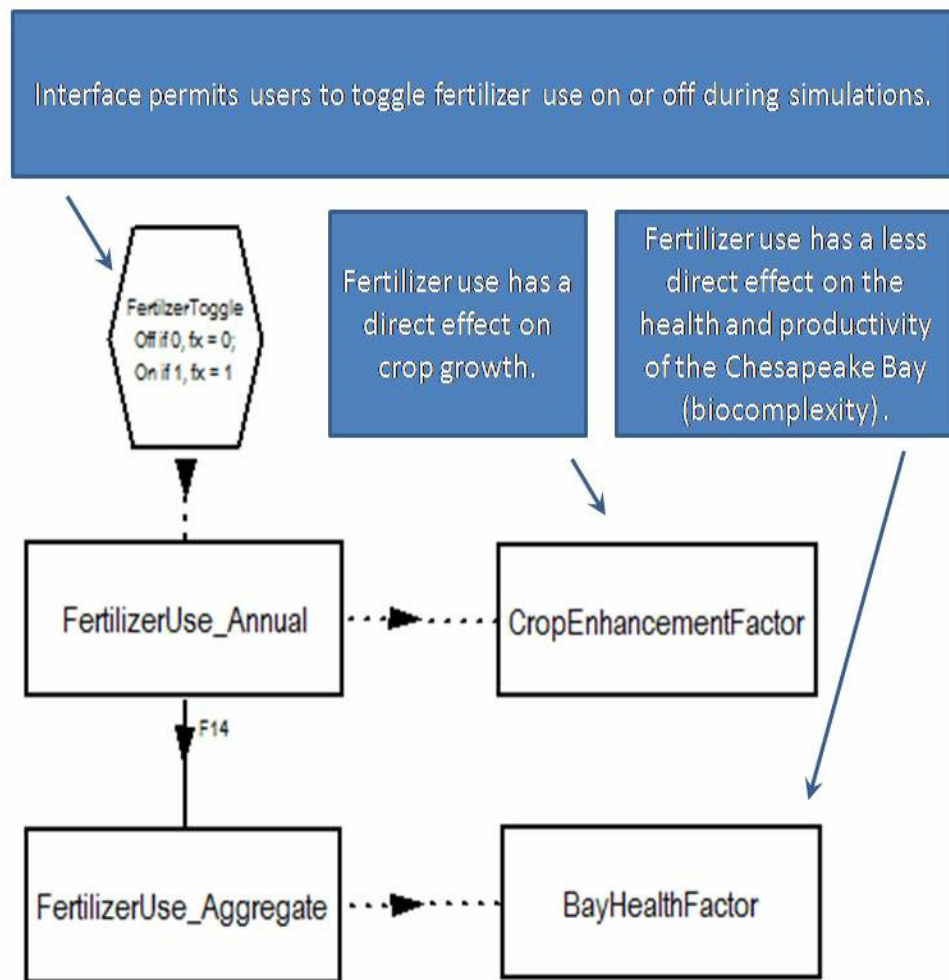 Interface permits users to toggle fertilizer use on or off during simulations.
Fertilizer use has a
direct effect on
crop growth.
Fertilizer use has a less
direct effect on the
health and productivity
of the Chesapeake Bay
(biocomplexity).
FertilzerToggle
Off if 0, fx = 0;
On if 1, fx = 1
FertilizerUse_Annual
CropEnhancementFactor
F14
FertilizerUse_Aggregate
BayHealthFactor